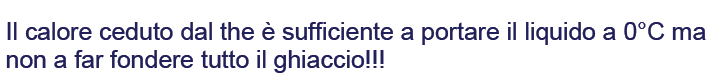 Il calore ceduto dal the è sufficiente a portare il liquido a 0°C ma
non a far fondere tutto il ghiaccio!!!